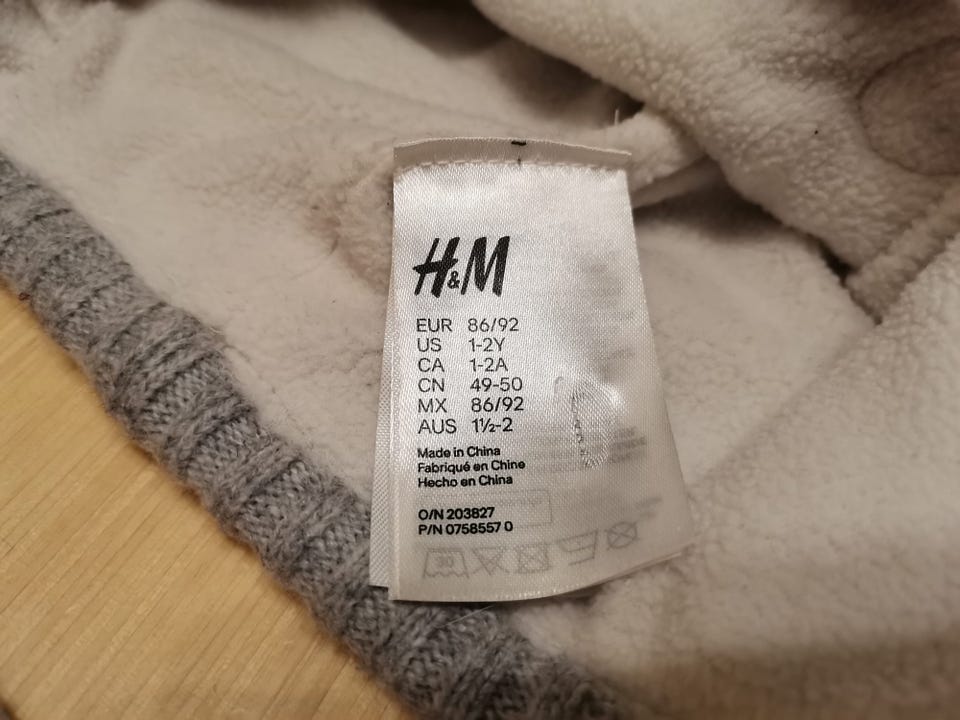 H&M
EUR 86/92
US 1-2Y
CA 1-2A
CN 49-50
MX 86/92
AUS 1½-2
Made in China
Fabriqué en Chine
Hecho en China
O/N 203827
P/N 0758557 0